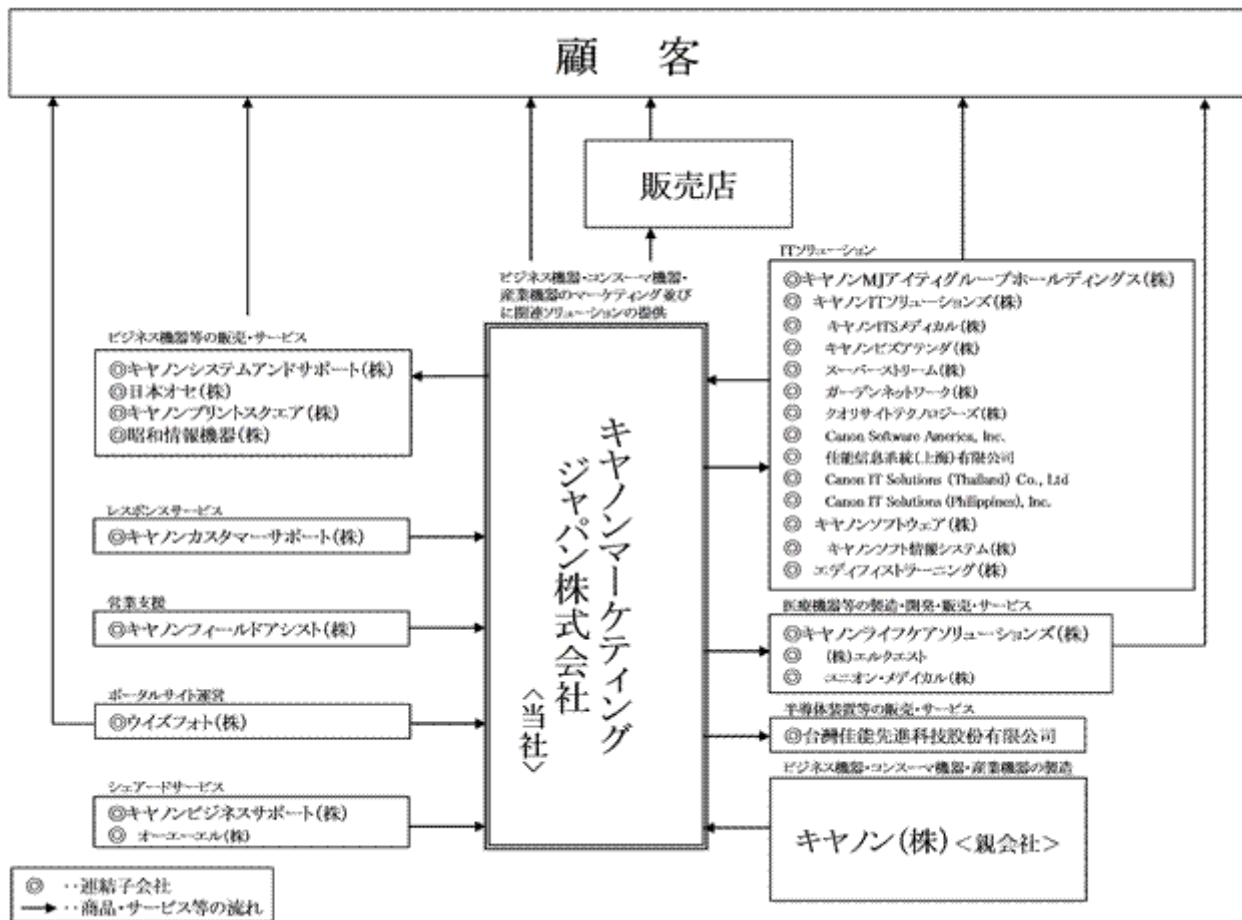 顧 客
販売店
ビジネス機器・コンスーマ機器・
産業機器のマーケティング並び
に関連ソリューションの提供
ビジネス機器等の販売・サービス
◎キヤノンシステムアンドサポート(株)
◎日本オセ(株)
◎キヤノンプリントスクエア(株)
◎昭和情報機器(株)
レスポンスサービス
◎キヤノンカスタマーサポート(株)
営業支援
◎キヤノンフィールドアシスト(株)
ポータルサイト運営
◎ウイズフォト(株)
シェアードサービス
◎キヤノンビジネスサポート(株)
◎ オーエーエル(株)
キヤノンマーケティング
ジャパン株式会社
<当社>
ITソリューション
◎キヤノンMJアイティグループホールディングス(株)
◎ キヤノンITソリューションズ(株)
◎ キヤノンITSメディカル(株)
◎ キヤノンビズアテンダ(株)
◎ スーパーストリーム(株)
◎ ガーデンネットワーク(株)
◎ クオリサイトテクノロジーズ(株)
◎ Canon Software America, Inc.
◎ 佳能信息系統(上海)有限公司
◎ Canon IT Solutions (Thailand) Co., Ltd
◎ Canon IT Solutions (Philippines), Inc.
◎ キヤノンソフトウェア(株)
◎ キヤノンソフト情報システム(株)
◎ エディフィストラーニング(株)
医療機器等の製造・開発・販売・サービス
◎キヤノンライフケアソリューションズ(株)
◎ (株)エルクエスト
◎ ユニオン・メデイカル(株)
半導体装置等の販売・サービス
◎台灣佳能先進科技股份有限公司
ビジネス機器・コンスーマ機器・産業機器の製造
キヤノン(株)<親会社>
◎ ‥連結子会社
→ ‥商品・サービス等の流れ